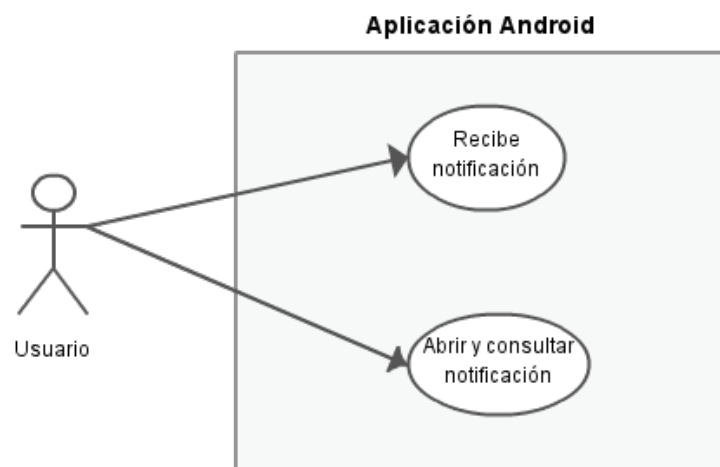 Aplicación Android
Recibe
notificación
Usuario
Abrir y consultar
notificación